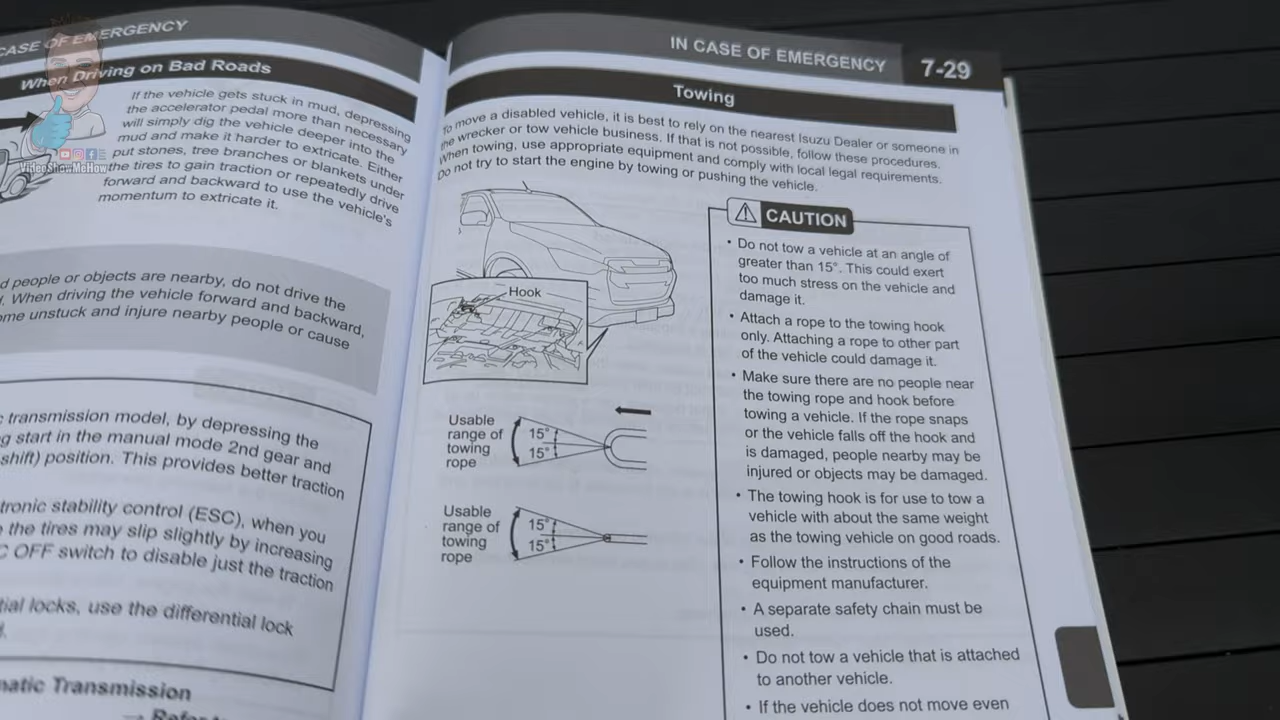 VideoShowMeHow
CASE OF EMERGENCY
When Driving on Bad Roads
If the vehicle gets stuck in mud, depressing
the accelerator pedal more than necessary
will simply dig the vehicle deeper into the
mud and make it harder to extricate. Either
put stones, tree branches or blankets under
the tires to gain traction or repeatedly drive
forward and backward to use the vehicle's
momentum to extricate it.
d people or objects are nearby, do not drive the
. When driving the vehicle forward and backward,
ome unstuck and injure nearby people or cause
c transmission model, by depressing the
g start in the manual mode 2nd gear and
shift) position. This provides better traction
tronic stability control (ESC), when you
the tires may slip slightly by increasing
C OFF switch to disable just the traction
tial locks, use the differential lock
matic Transmission
→ Refer to
IN CASE OF EMERGENCY 7-29
Towing
To move a disabled vehicle, it is best to rely on the nearest Isuzu Dealer or someone in
the wrecker or tow vehicle business. If that is not possible, follow these procedures.
When towing, use appropriate equipment and comply with local legal requirements.
Do not try to start the engine by towing or pushing the vehicle.
Hook
Usable
range of
towing
rope
15°
15°
Usable
range of
towing
rope
15°
15°
CAUTION
• Do not tow a vehicle at an angle of
greater than 15°. This could exert
too much stress on the vehicle and
damage it.
• Attach a rope to the towing hook
only. Attaching a rope to other part
of the vehicle could damage it.
• Make sure there are no people near
the towing rope and hook before
towing a vehicle. If the rope snaps
or the vehicle falls off the hook and
is damaged, people nearby may be
injured or objects may be damaged.
• The towing hook is for use to tow a
vehicle with about the same weight
as the towing vehicle on good roads.
• Follow the instructions of the
equipment manufacturer.
• A separate safety chain must be
used.
• Do not tow a vehicle that is attached
to another vehicle.
• If the vehicle does not move even